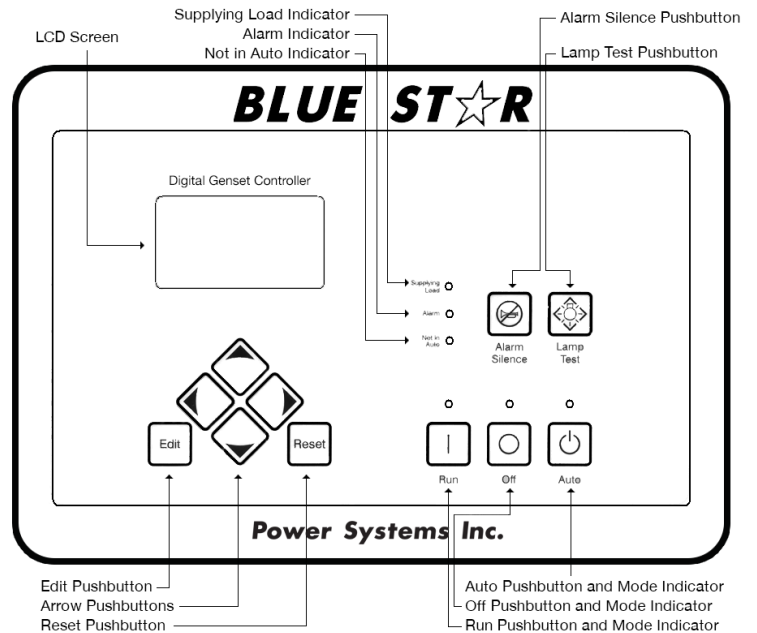 Supplying Load Indicator
Alarm Indicator
Not in Auto Indicator
LCD Screen
Alarm Silence Pushbutton
Lamp Test Pushbutton
BLUE ST☆R
Digital Genset Controller
Supplying
Load
Alarm
Not in
Auto
Alarm
Silence
Lamp
Test
Edit
Reset
Run
Off
Auto
Power Systems Inc.
Edit Pushbutton
Arrow Pushbuttons
Reset Pushbutton
Auto Pushbutton and Mode Indicator
Off Pushbutton and Mode Indicator
Run Pushbutton and Mode Indicator